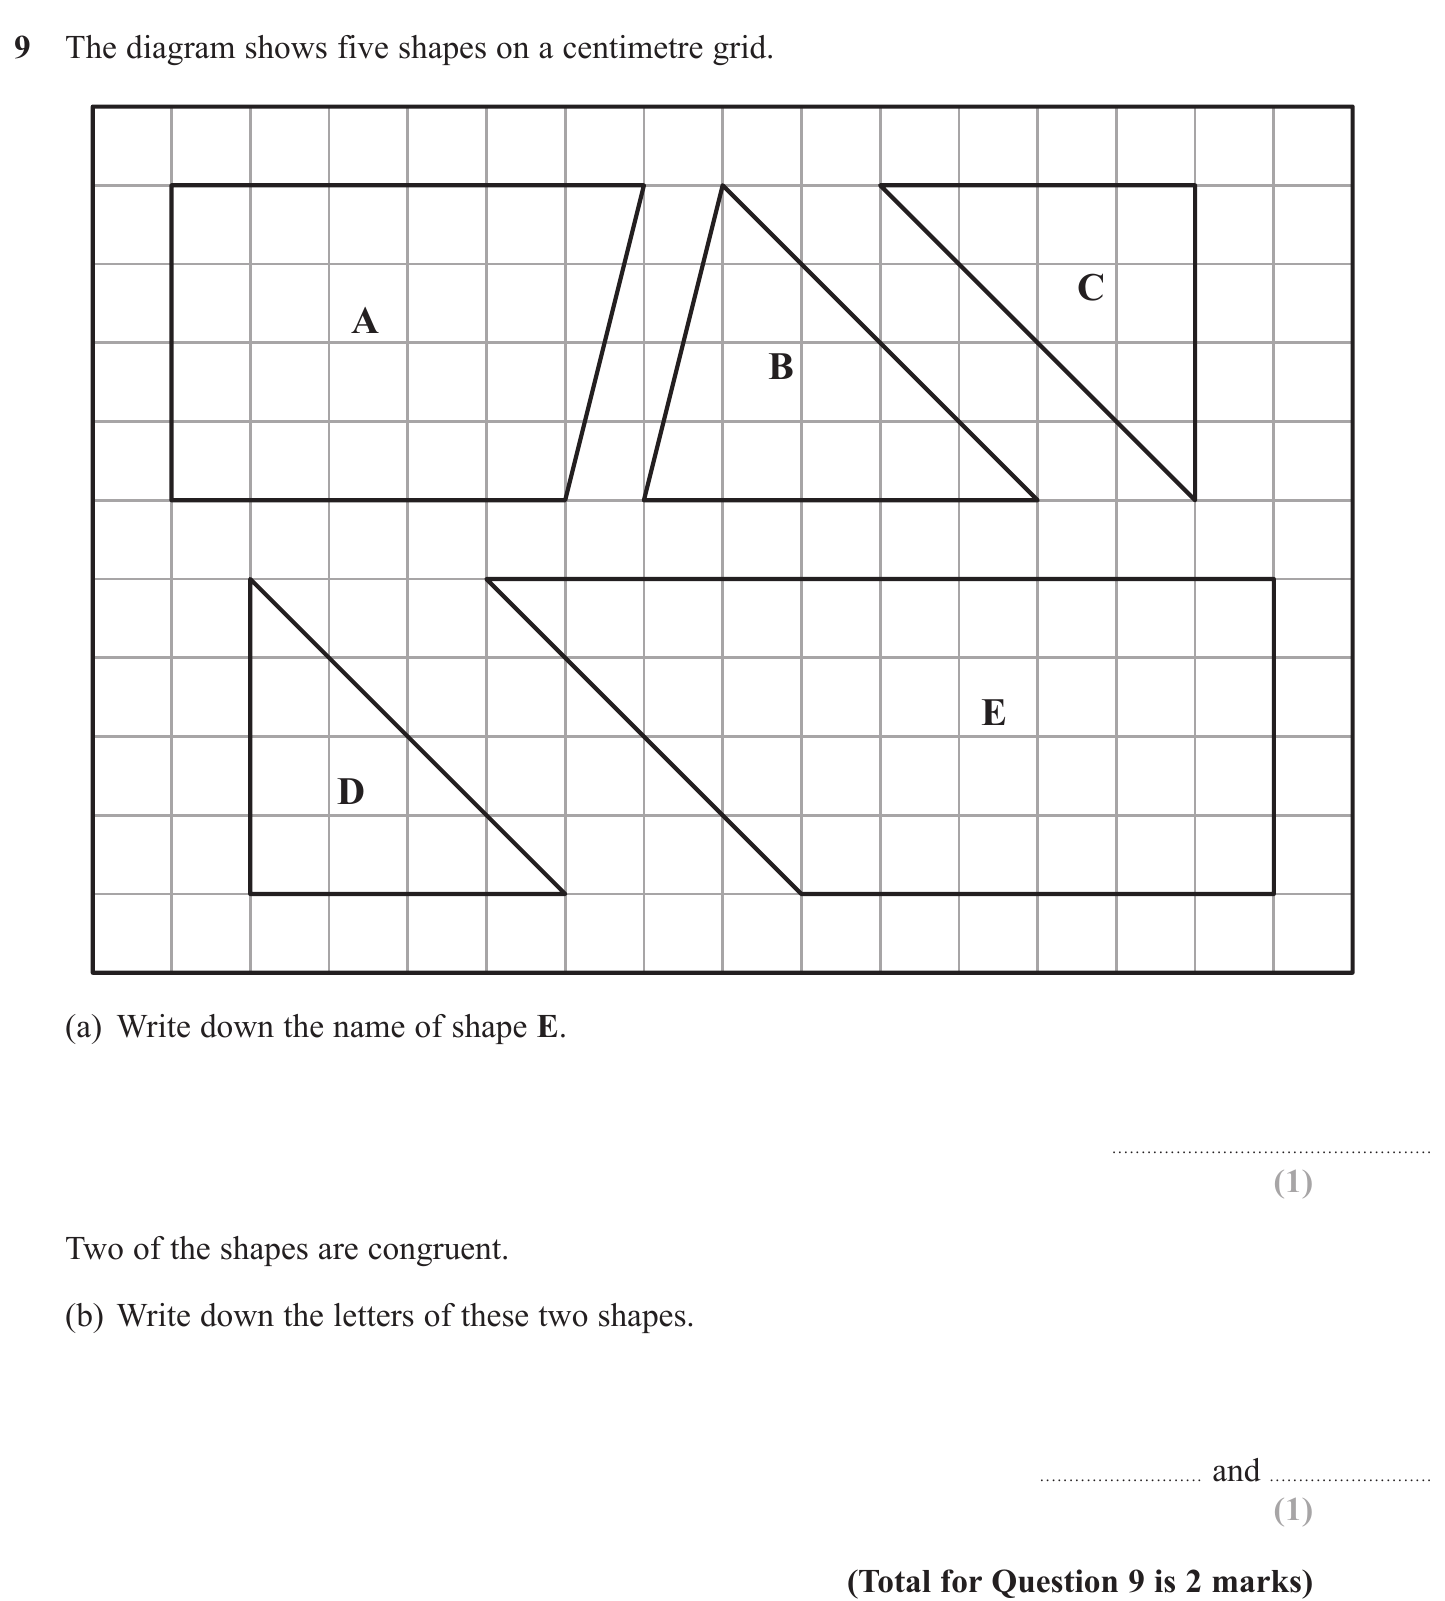 9 The diagram shows five shapes on a centimetre grid.
A
B
C
D
E
(a) Write down the name of shape E.
(1)
Two of the shapes are congruent.
(b) Write down the letters of these two shapes.
and
(1)
(Total for Question 9 is 2 marks)